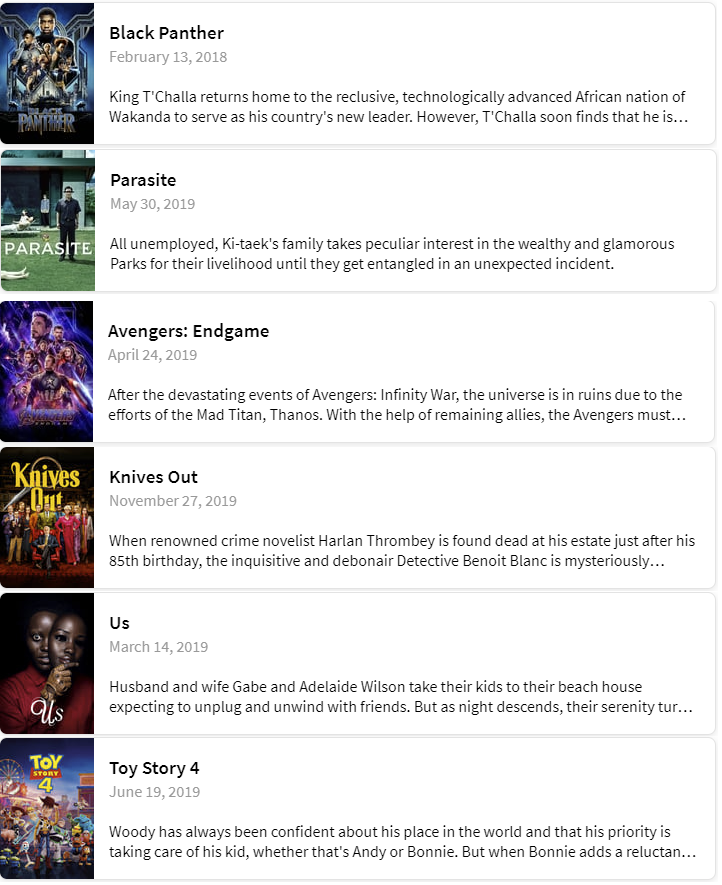 BLACK
PANTHER
Black Panther
February 13, 2018
King T'Challa returns home to the reclusive, technologically advanced African nation of
Wakanda to serve as his country's new leader. However, T'Challa soon finds that he is…
PARASITE
Parasite
May 30, 2019
All unemployed, Ki-taek's family takes peculiar interest in the wealthy and glamorous
Parks for their livelihood until they get entangled in an unexpected incident.
AVENGERS
ENDGAME
Avengers: Endgame
April 24, 2019
After the devastating events of Avengers: Infinity War, the universe is in ruins due to the
efforts of the Mad Titan, Thanos. With the help of remaining allies, the Avengers must…
Knives
Out
Knives Out
November 27, 2019
When renowned crime novelist Harlan Thrombey is found dead at his estate just after his
85th birthday, the inquisitive and debonair Detective Benoit Blanc is mysteriously…
Us
Us
March 14, 2019
Husband and wife Gabe and Adelaide Wilson take their kids to their beach house
expecting to unplug and unwind with friends. But as night descends, their serenity tur…
TOY
STORY
4
Toy Story 4
June 19, 2019
Woody has always been confident about his place in the world and that his priority is
taking care of his kid, whether that's Andy or Bonnie. But when Bonnie adds a reluctan…